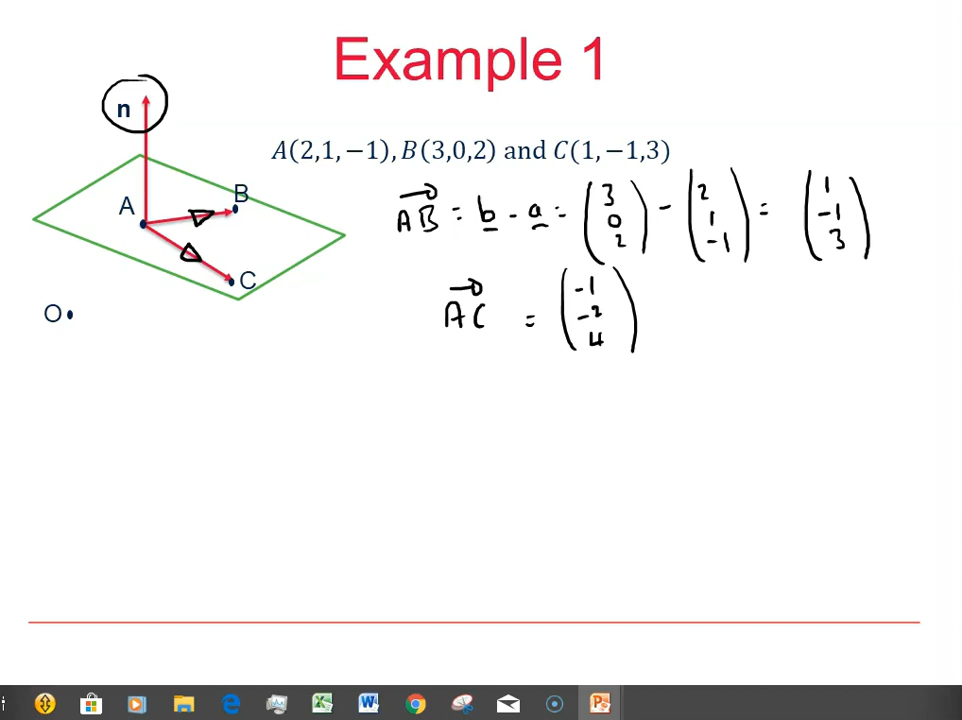 Example 1
n
A(2,1,−1), B(3,0,2) and C(1,−1,3)
A
B
C
O
AB = b - a = (3 0 2) - (2 1 -1) = (1 -1 3)
AC = (-1 -2 4)